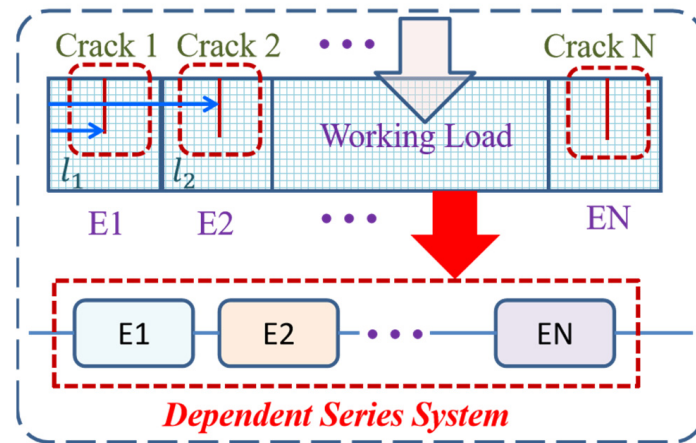 Crack 1 Crack 2 ••• Crack N
Working Load
l₁ l₂
E1 E2 ••• EN
E1 E2 ••• EN
Dependent Series System